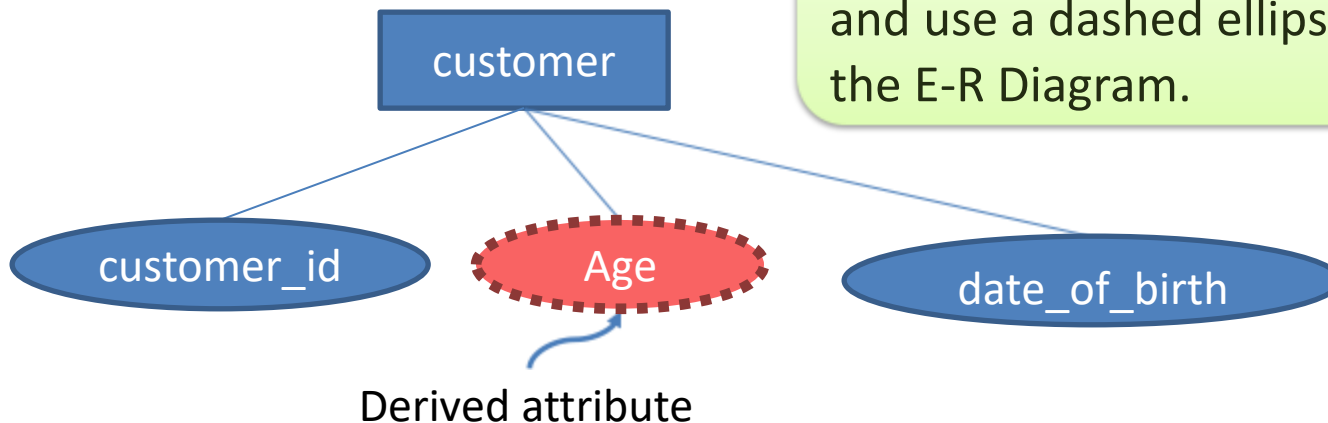 customer
and use a dashed ellips
the E-R Diagram.
customer_id
Age
date_of_birth
Derived attribute